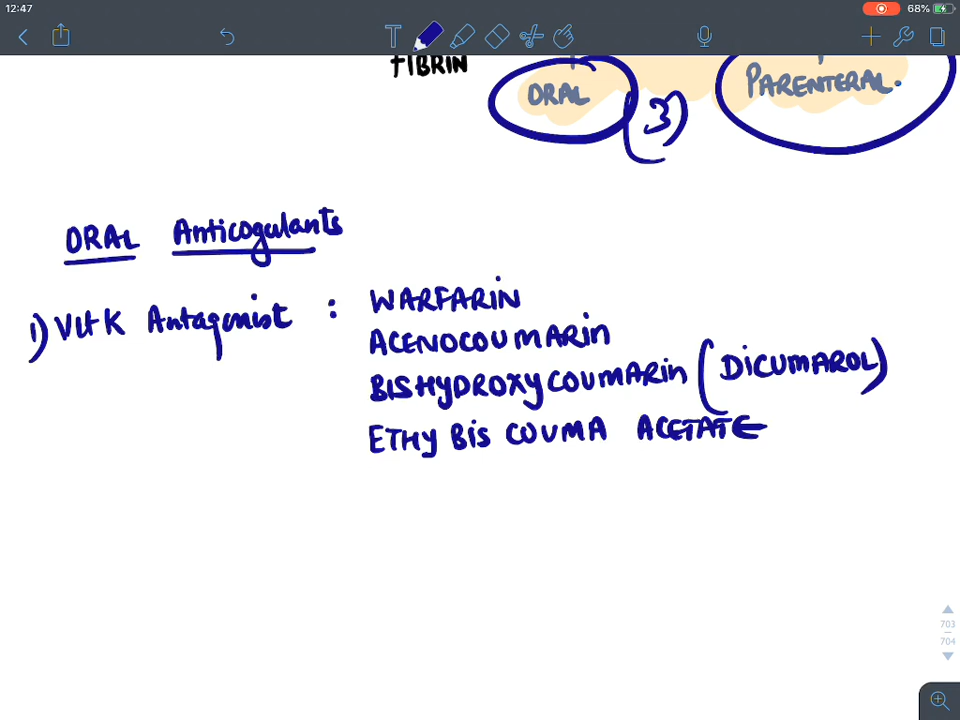 12:47
68%
T
FIBRIN
ORAL
3)
PARENTERAL
ORAL Anticogulants
1) Vit K Antagonist : WARFARIN
ACENOCOUMARIN
BISHYDROXYCOUMARIN (DICUMAROL)
ETHY BIS COUMA ACETATE
703
704